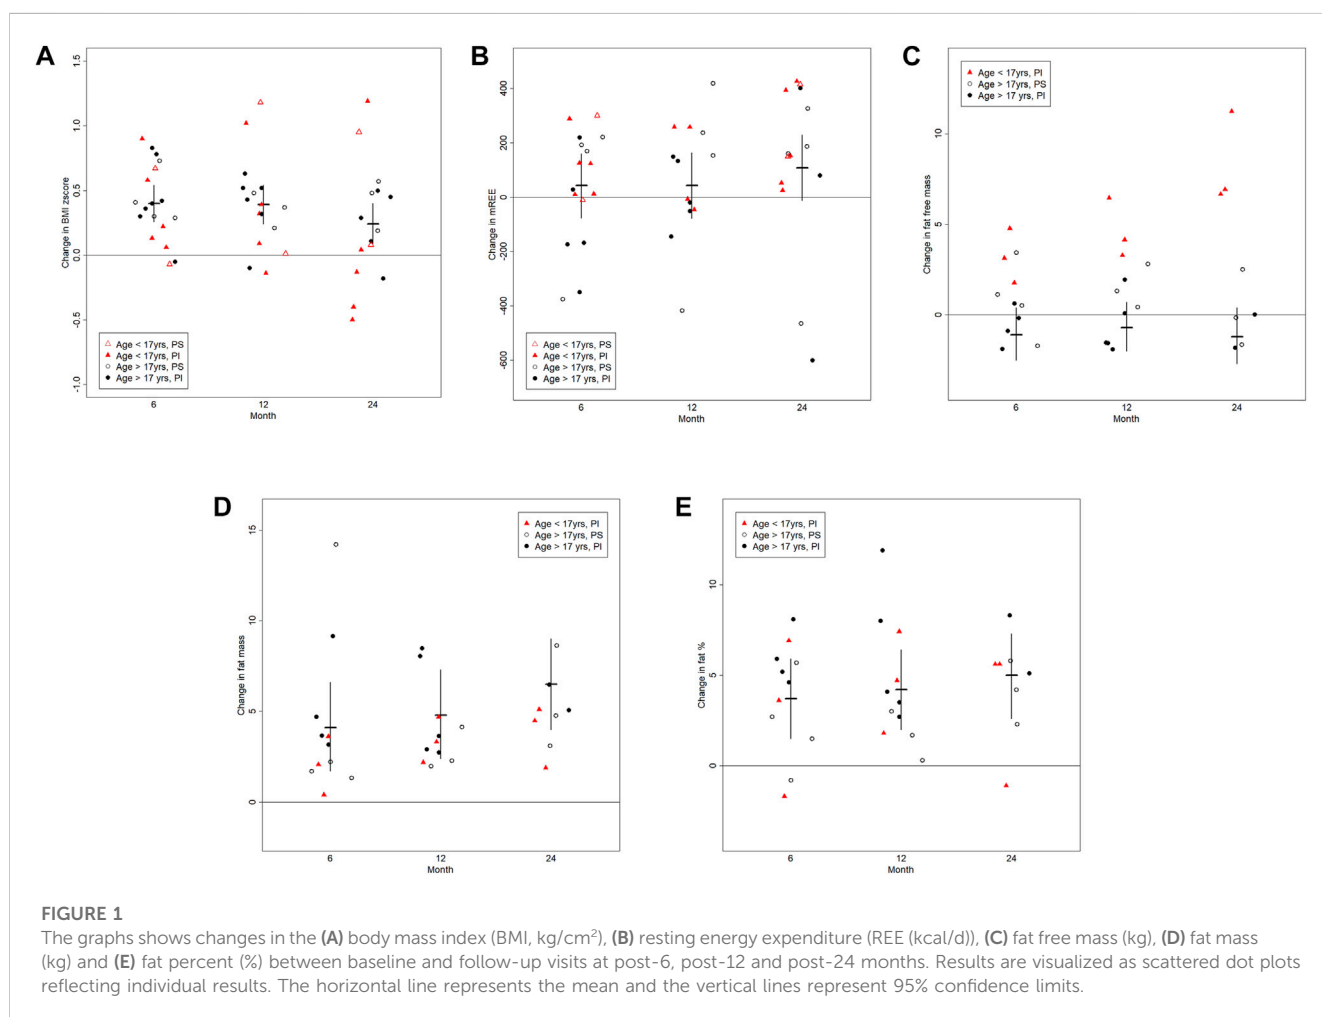 A
1.5
1.0
0.5
0.0
-0.5
-1.0
Change in BMI zscore
Age < 17yrs, PS
Age < 17yrs, PI
Age > 17yrs, PS
Age > 17 yrs, PI
6
12
24
Month
B
400
200
0
-200
-400
-600
Change in mREE
Age < 17yrs, PS
Age < 17yrs, PI
Age > 17yrs, PS
Age > 17 yrs, PI
6
12
24
Month
C
Age < 17yrs, PI
Age > 17yrs, PS
Age > 17 yrs, PI
10
5
0
Change in fat free mass
6
12
24
Month
D
Age < 17yrs, PI
Age > 17yrs, PS
Age > 17 yrs, PI
15
10
5
0
Change in fat mass
6
12
24
Month
E
Age < 17yrs, PI
Age > 17yrs, PS
Age > 17 yrs, PI
10
5
0
Change in fat %
6
12
24
Month
FIGURE 1
The graphs shows changes in the (A) body mass index (BMI, kg/cm²), (B) resting energy expenditure (REE (kcal/d)), (C) fat free mass (kg), (D) fat mass
(kg) and (E) fat percent (%) between baseline and follow-up visits at post-6, post-12 and post-24 months. Results are visualized as scattered dot plots
reflecting individual results. The horizontal line represents the mean and the vertical lines represent 95% confidence limits.